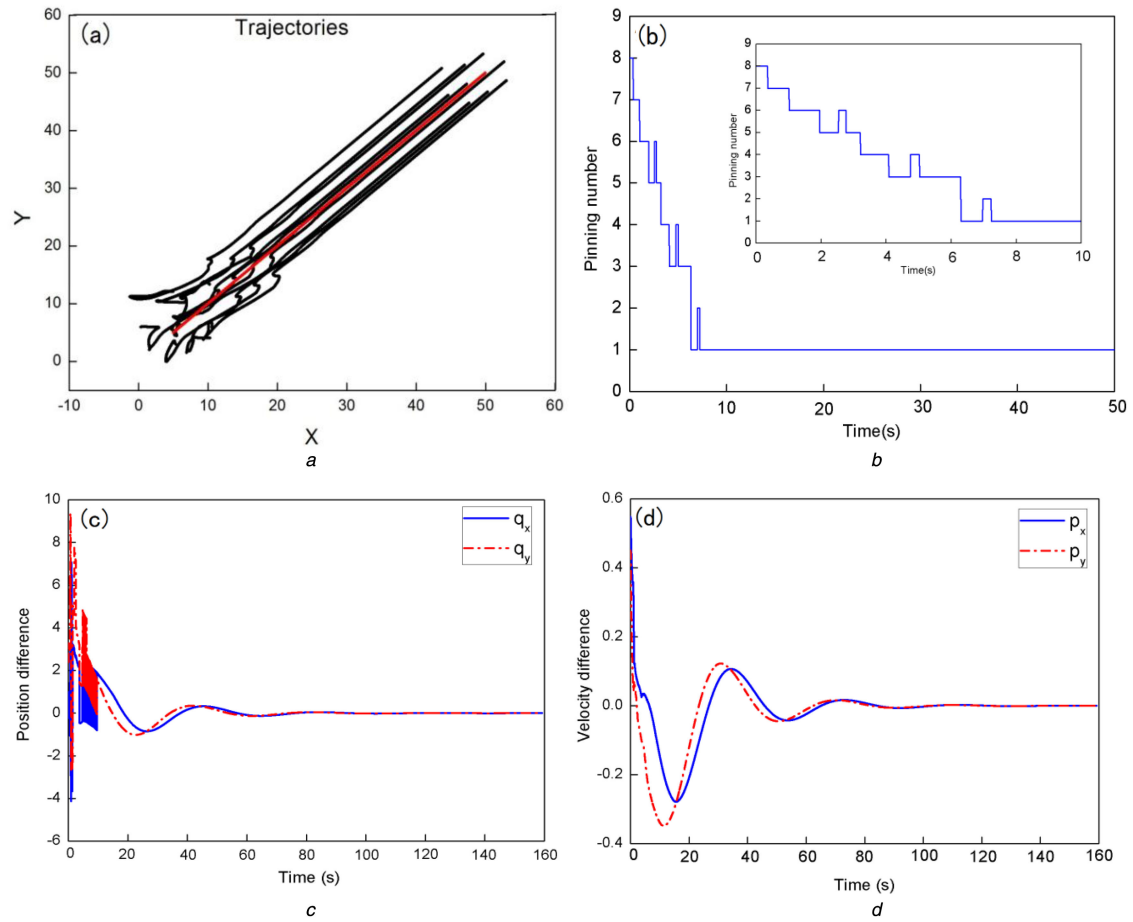 (a)
Trajectories
60
50
40
30
20
10
0
Y
-10 0 10 20 30 40 50 60
X
a
(b)
9
8
7
6
5
4
3
2
1
Pinning number
0 10 20 30 40 50
Time(s)
9
8
7
6
5
4
3
2
1
0
Pinning number
0 2 4 6 8 10
Time(s)
b
(c)
q_x
q_y
10
8
6
4
2
0
-2
-4
-6
Position difference
0 20 40 60 80 100 120 140 160
Time (s)
c
(d)
p_x
p_y
0.6
0.4
0.2
0.0
-0.2
-0.4
Velocity difference
0 20 40 60 80 100 120 140 160
Time (s)
d